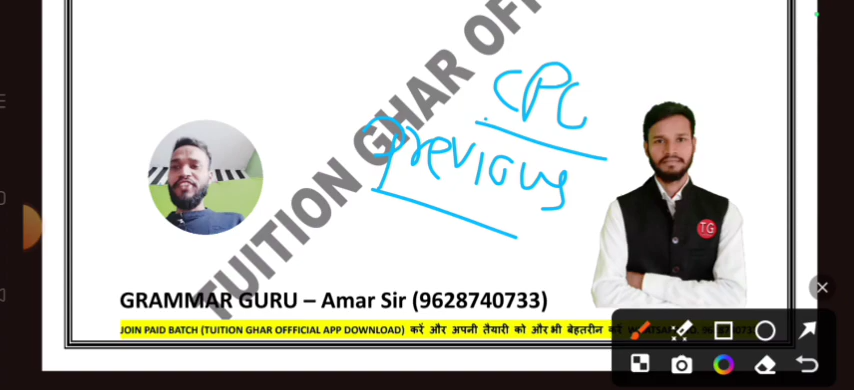 TUITION GHAR OFF
CPC
Previous
TG
GRAMMAR GURU – Amar Sir (9628740733)
JOIN PAID BATCH (TUITION GHAR OFFFICIAL APP DOWNLOAD) करें और अपनी तैयारी को और भी बेहतरीन करें